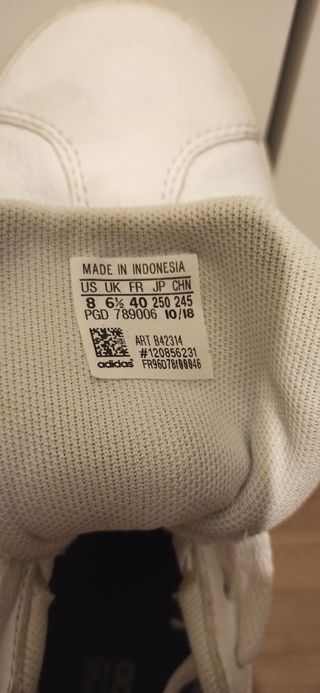 MADE IN INDONESIA
US UK FR JP CHN
8 6½ 40 250 245
PGD 789006 10/18
ART B42314
#120856231
adidas FR96D78100046